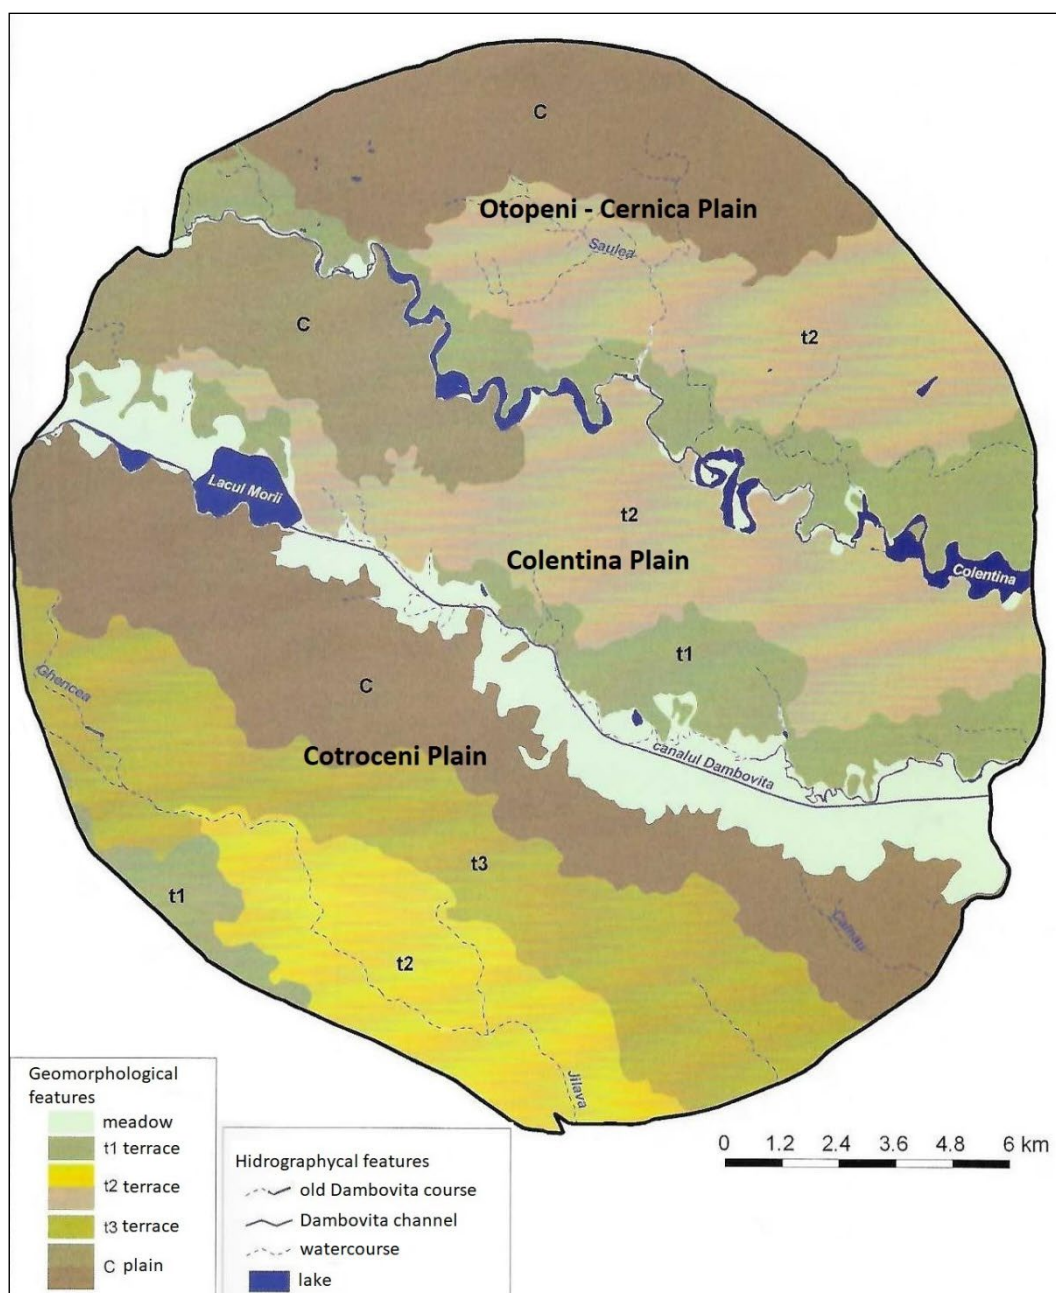 C
Otopeni - Cernica Plain
Saulea
C
t2
Lacul Morii
t2
Colentina Plain
Colentina
t1
Ghencea
C
Cotroceni Plain
canalul Dambovita
t3
t1
Calnau
t2
Jilava
Geomorphological
features
meadow
t1 terrace
t2 terrace
t3 terrace
C plain
Hidrographycal features
old Dambovita course
Dambovita channel
watercourse
lake
0 1.2 2.4 3.6 4.8 6 km